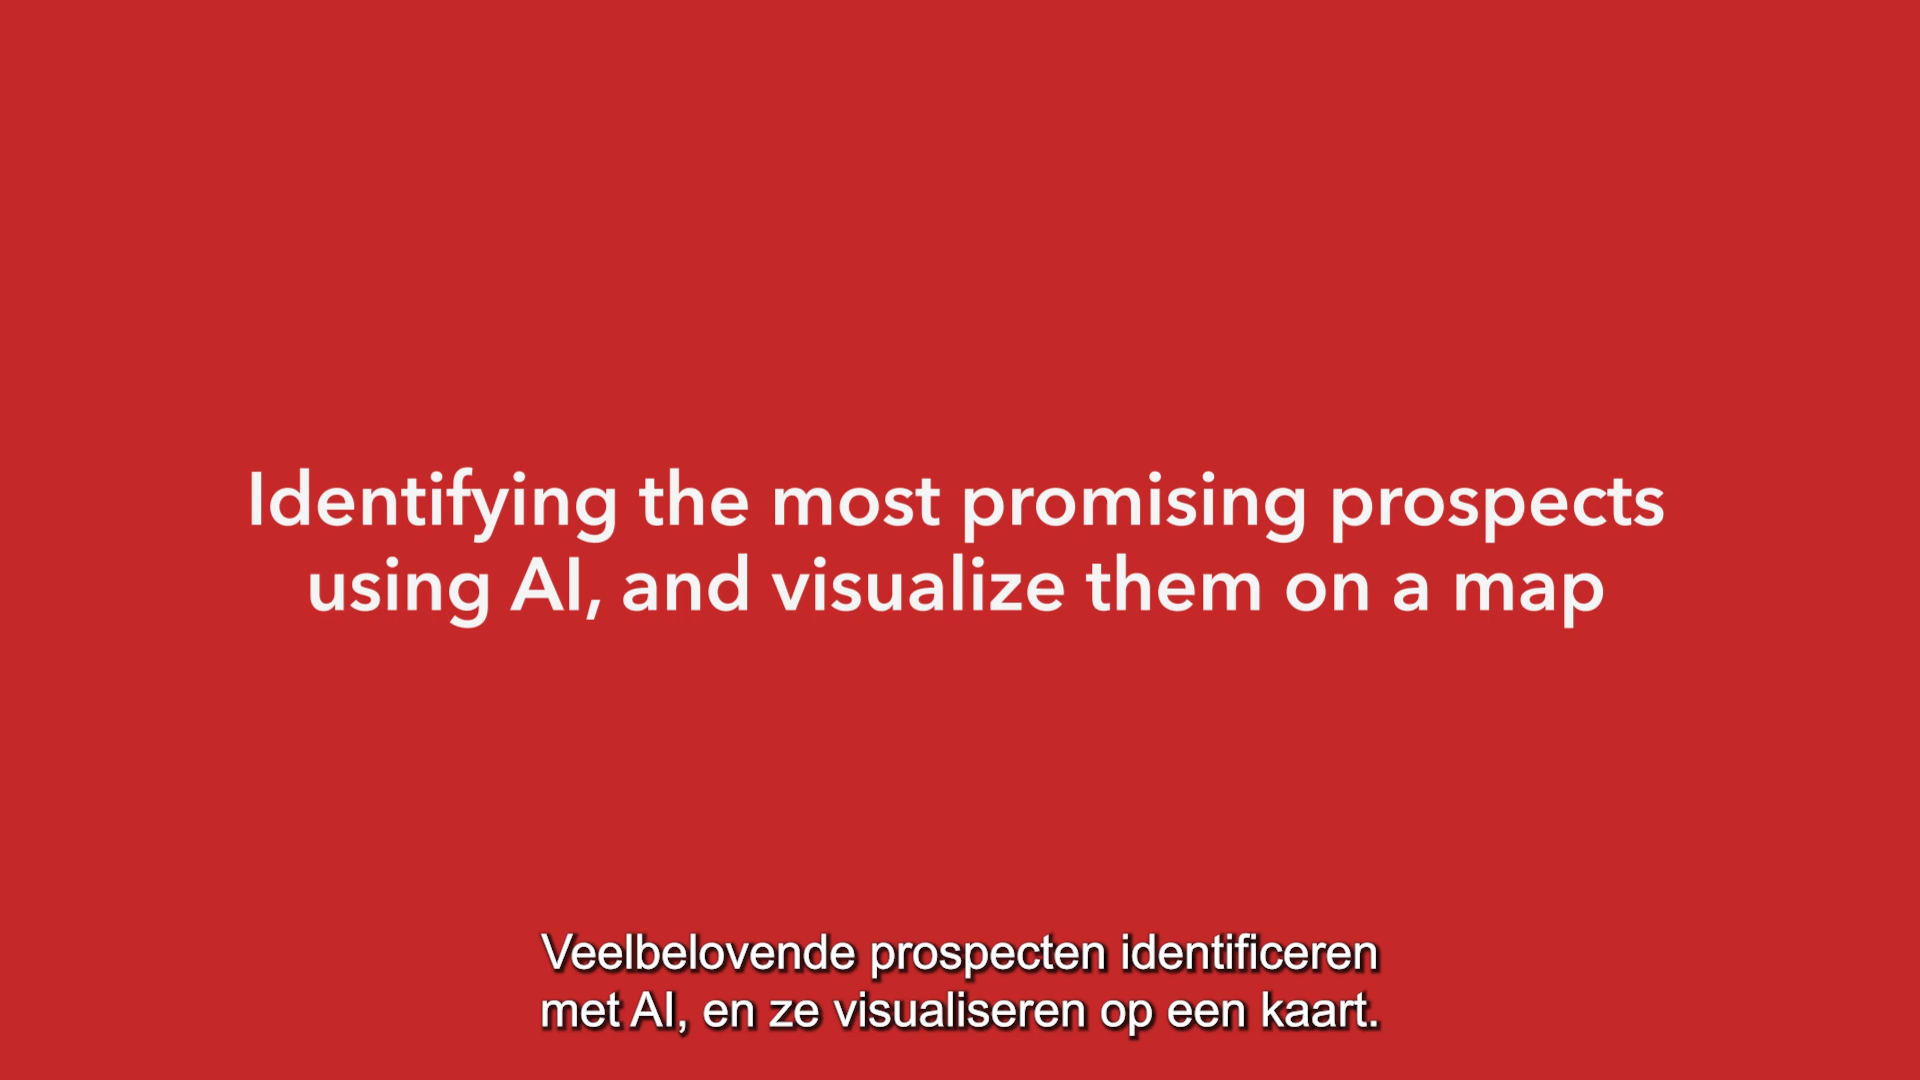 Identifying the most promising prospects
using AI, and visualize them on a map
Veelbelovende prospecten identificeren
met AI, en ze visualiseren op een kaart.